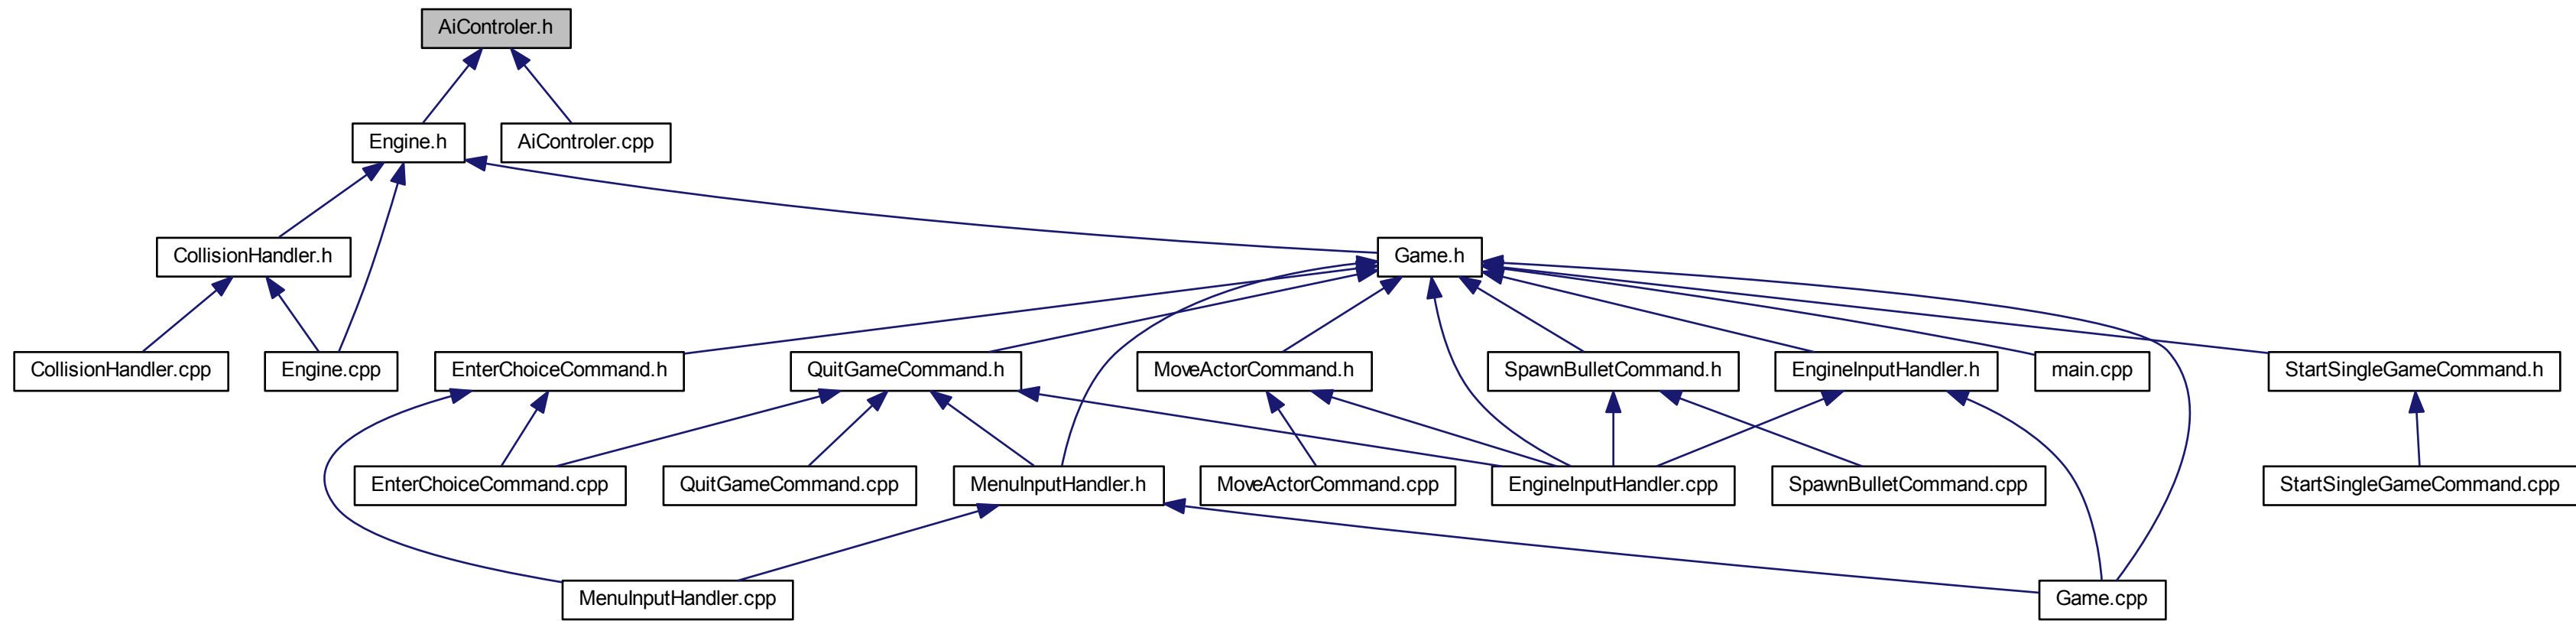 AiControler.h
Engine.h
AiControler.cpp
CollisionHandler.h
Game.h
CollisionHandler.cpp
Engine.cpp
EnterChoiceCommand.h
QuitGameCommand.h
MoveActorCommand.h
SpawnBulletCommand.h
EngineInputHandler.h
main.cpp
StartSingleGameCommand.h
EnterChoiceCommand.cpp
QuitGameCommand.cpp
MenuInputHandler.h
MoveActorCommand.cpp
EngineInputHandler.cpp
SpawnBulletCommand.cpp
StartSingleGameCommand.cpp
MenuInputHandler.cpp
Game.cpp